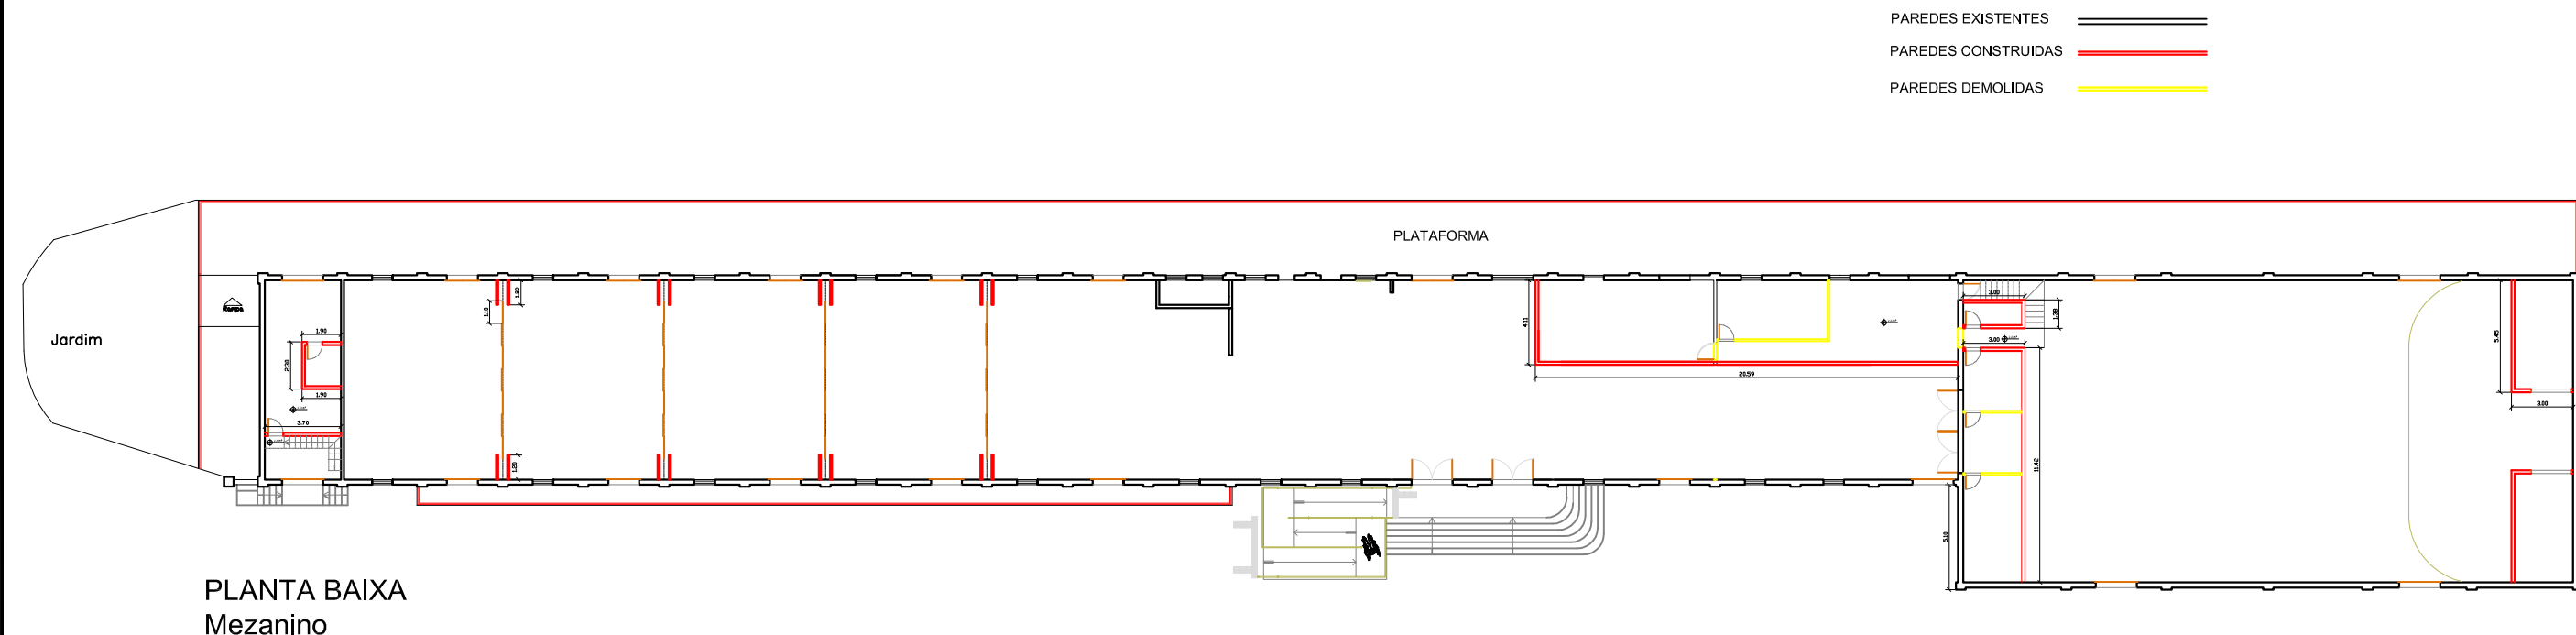 PAREDES EXISTENTES
PAREDES CONSTRUIDAS
PAREDES DEMOLIDAS
PLATAFORMA
Rampa
Jardim
1.90
2.30
1.90
3.70
1.20
1.10
1.20
4.11
20.59
3.00
1.38
3.00
11.42
5.45
3.00
5.10
PLANTA BAIXA
Mezanino